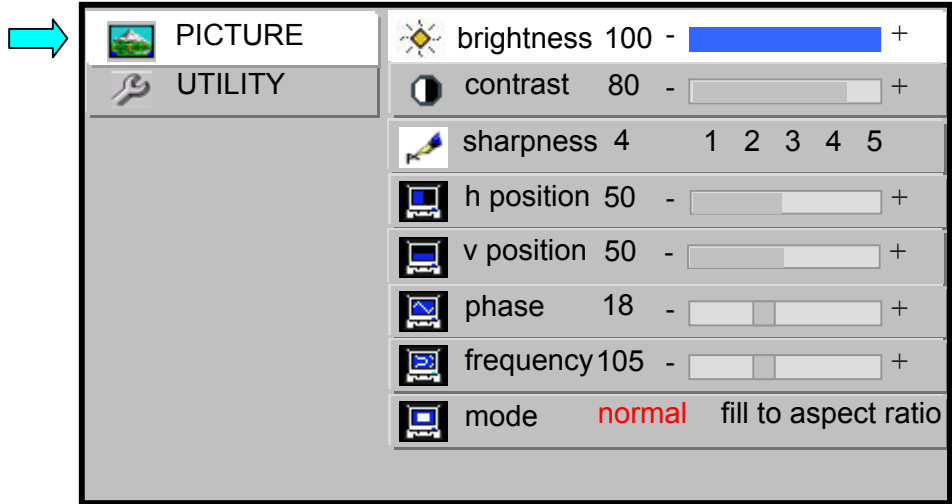 PICTURE
UTILITY
brightness 100 - +
contrast 80 - +
sharpness 4 1 2 3 4 5
h position 50 - +
v position 50 - +
phase 18 - +
frequency 105 - +
mode normal fill to aspect ratio